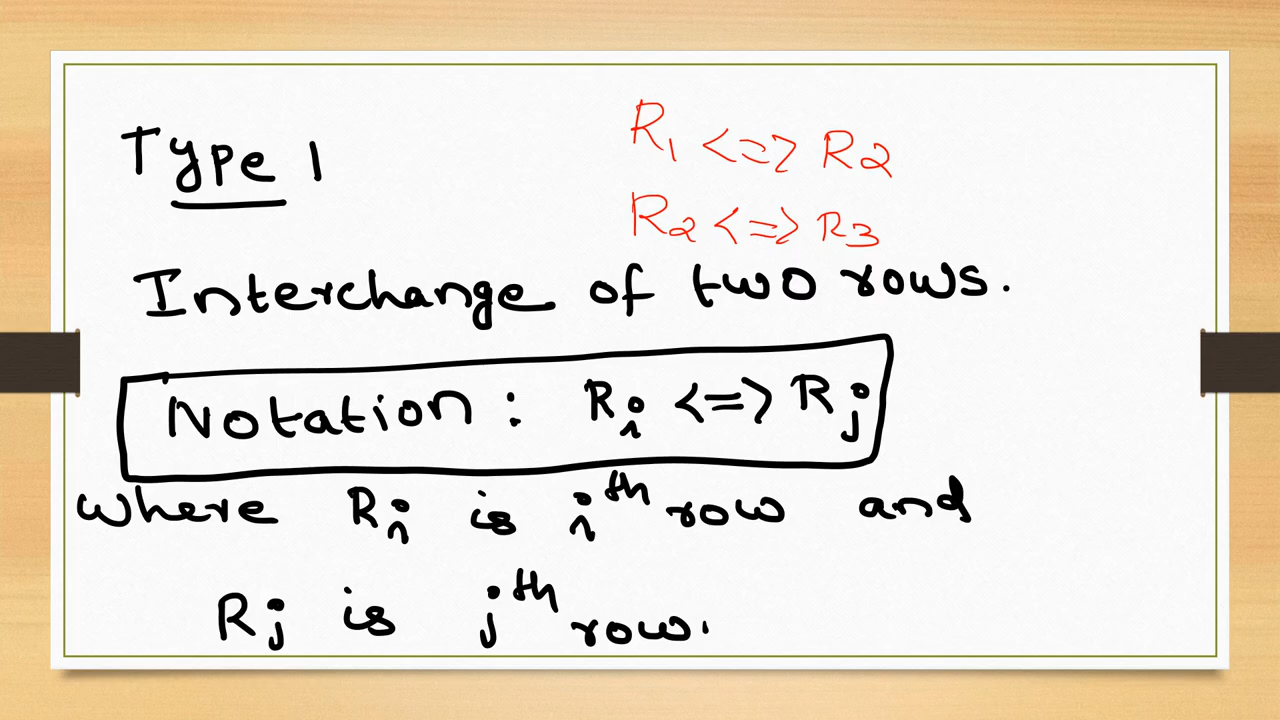 Type 1
R₁ <=> R₂
R₂ <=> R₃
Interchange of two rows.
Notation : Rᵢ <=> Rⱼ
where Rᵢ is iᵗʰ row and
Rⱼ is jᵗʰ row.